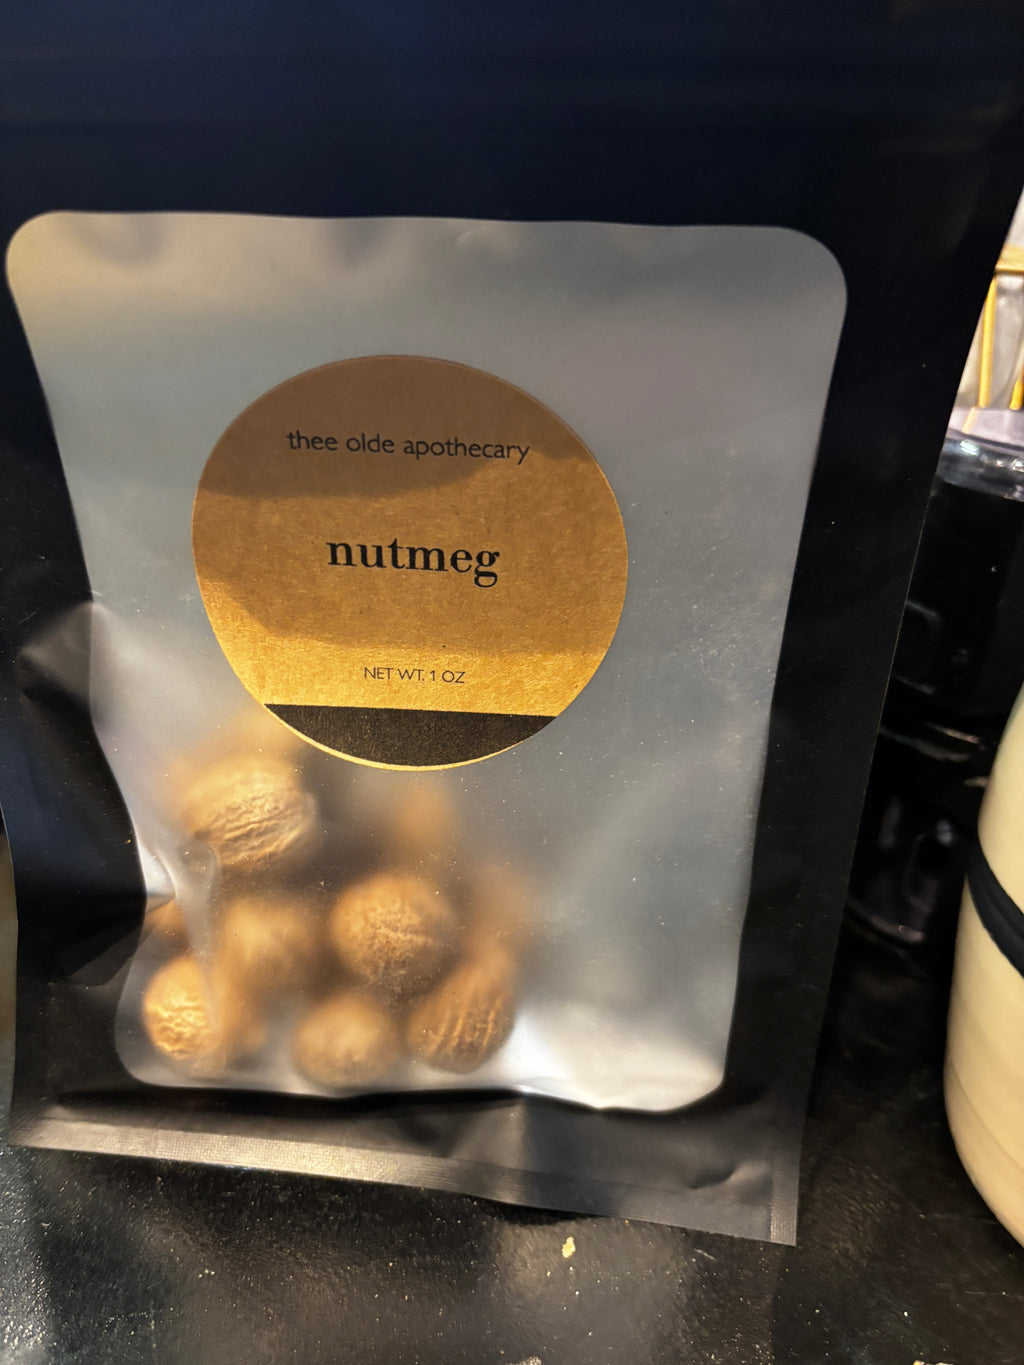 thee olde apothecary
nutmeg
NET WT. 1 OZ